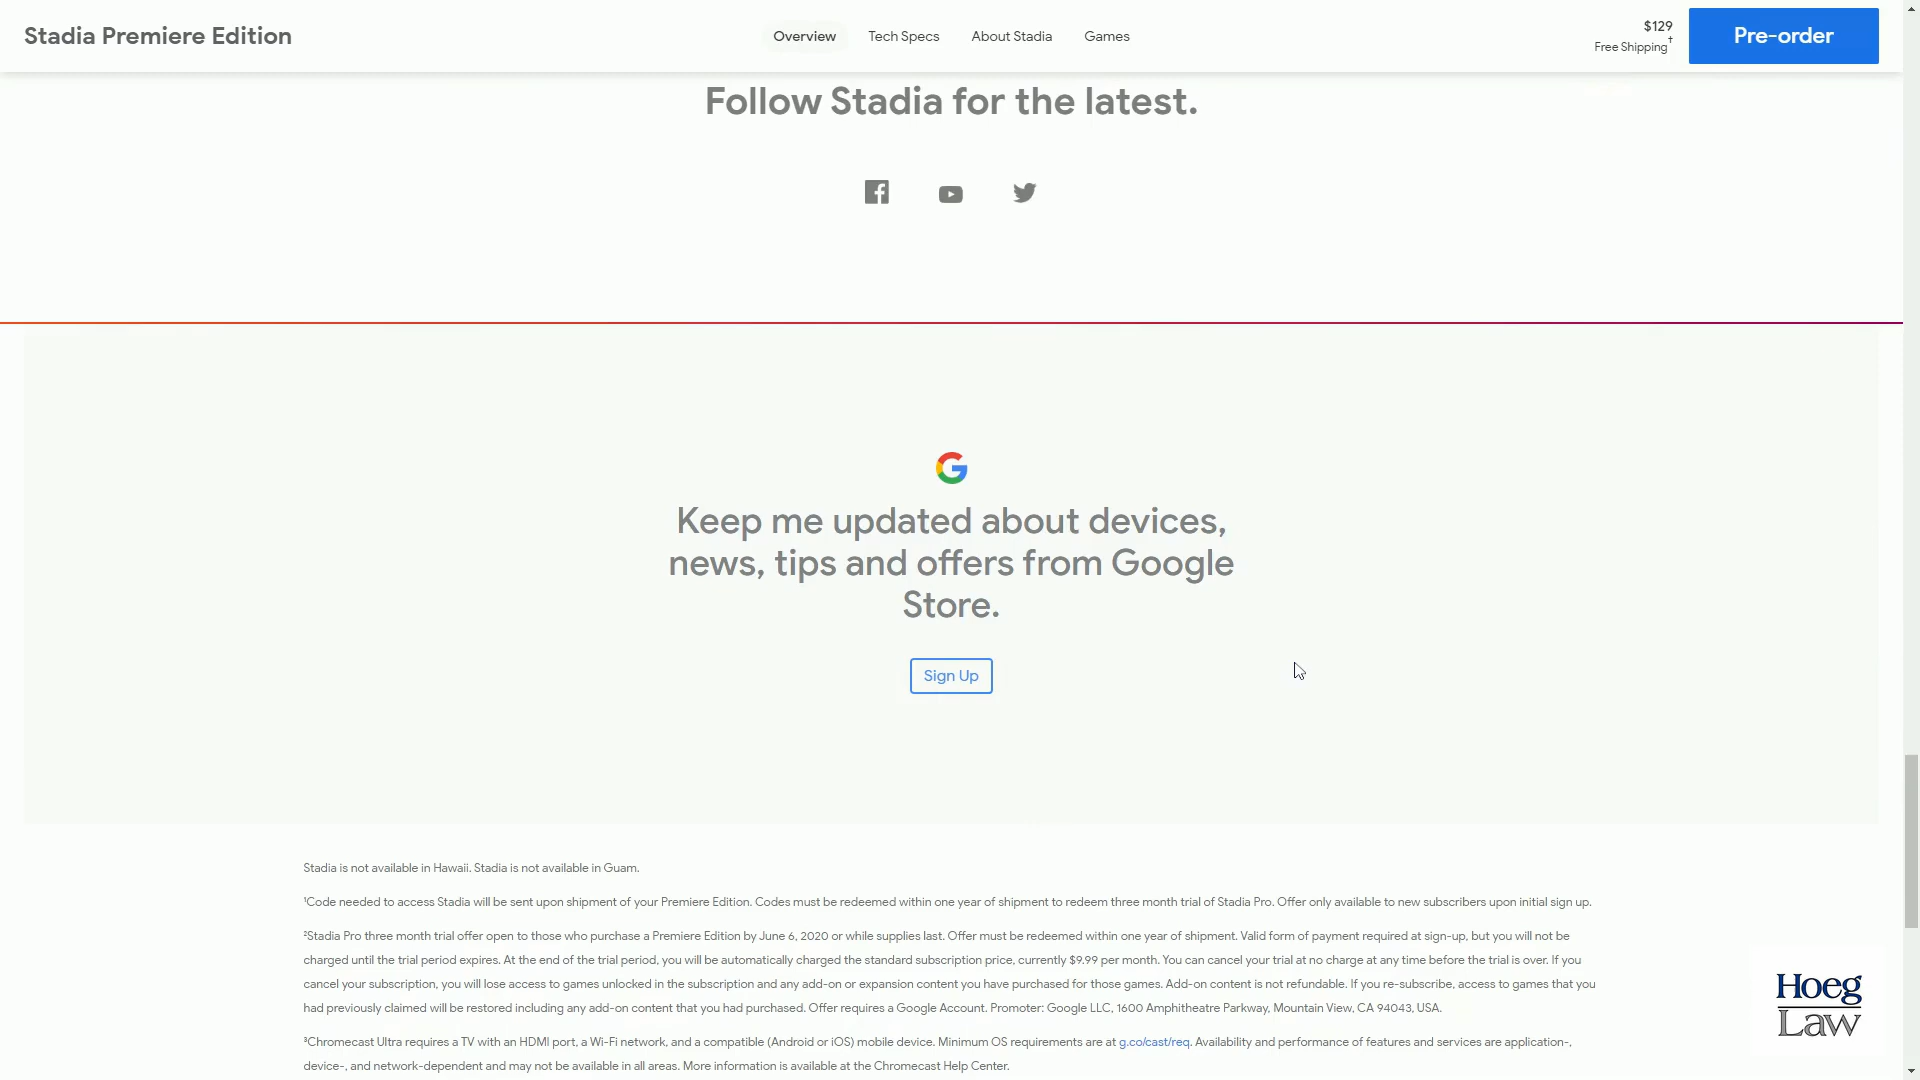 Stadia Premiere Edition
Overview
Tech Specs
About Stadia
Games
$129
Free Shipping†
Pre-order
Follow Stadia for the latest.
Keep me updated about devices,
news, tips and offers from Google
Store.
Sign Up
Stadia is not available in Hawaii. Stadia is not available in Guam.
¹Code needed to access Stadia will be sent upon shipment of your Premiere Edition. Codes must be redeemed within one year of shipment to redeem three month trial of Stadia Pro. Offer only available to new subscribers upon initial sign up.
²Stadia Pro three month trial offer open to those who purchase a Premiere Edition by June 6, 2020 or while supplies last. Offer must be redeemed within one year of shipment. Valid form of payment required at sign-up, but you will not be
charged until the trial period expires. At the end of the trial period, you will be automatically charged the standard subscription price, currently $9.99 per month. You can cancel your trial at no charge at any time before the trial is over. If you
cancel your subscription, you will lose access to games unlocked in the subscription and any add-on or expansion content you have purchased for those games. Add-on content is not refundable. If you re-subscribe, access to games that you
had previously claimed will be restored including any add-on content that you had purchased. Offer requires a Google Account. Promoter: Google LLC, 1600 Amphitheatre Parkway, Mountain View, CA 94043, USA.
³Chromecast Ultra requires a TV with an HDMI port, a Wi-Fi network, and a compatible (Android or iOS) mobile device. Minimum OS requirements are at g.co/cast/req. Availability and performance of features and services are application-,
device-, and network-dependent and may not be available in all areas. More information is available at the Chromecast Help Center.
Hoeg
Law